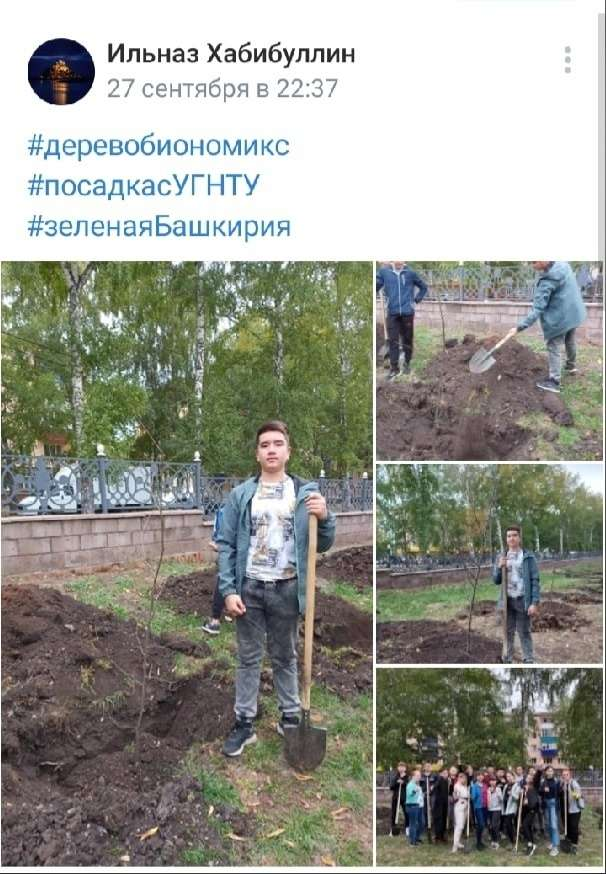 Ильназ Хабибуллин
27 сентября в 22:37
#деревобиономикс
#посадкасУГНТУ
#зеленаяБашкирия